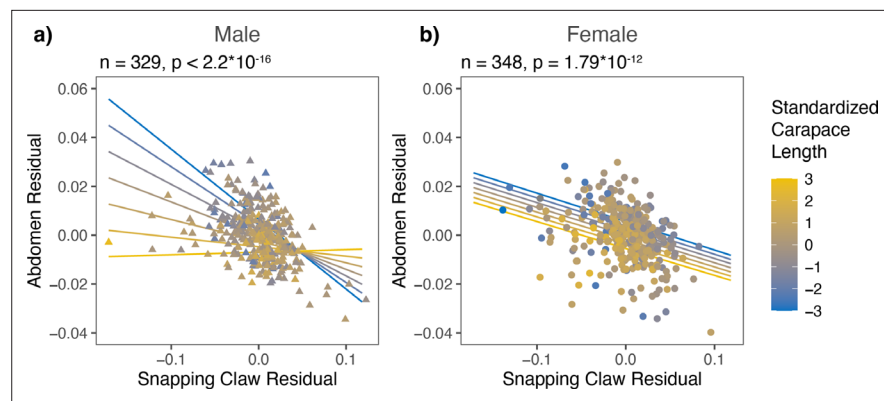 a) Male
n = 329, p < 2.2*10-16
0.06
0.04
0.02
0.00
−0.02
−0.04
Abdomen Residual
−0.1 0.0 0.1
Snapping Claw Residual
b) Female
n = 348, p = 1.79*10-12
0.06
0.04
0.02
0.00
−0.02
−0.04
Abdomen Residual
−0.1 0.0 0.1
Snapping Claw Residual
Standardized
Carapace
Length
3
2
1
0
−1
−2
−3